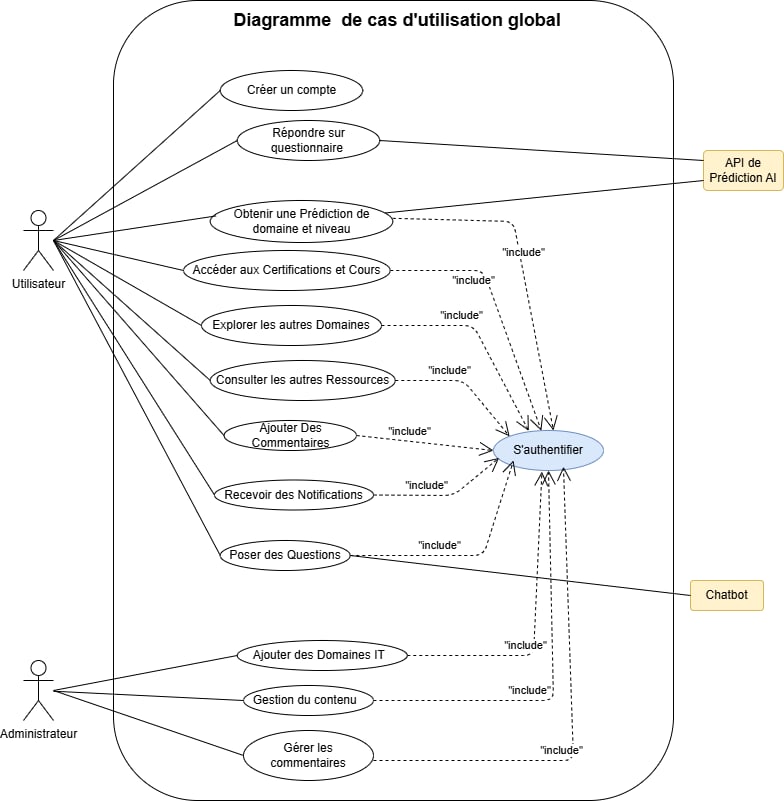 Diagramme  de cas d'utilisation global
Créer un compte
Répondre sur
questionnaire
API de
Prédiction AI
Obtenir une Prédiction de
domaine et niveau
"include"
Utilisateur
Accéder aux Certifications et Cours
"include"
Explorer les autres Domaines
"include"
Consulter les autres Ressources
"include"
Ajouter Des
Commentaires
"include"
S'authentifier
Recevoir des Notifications
"include"
Poser des Questions
"include"
Chatbot
Ajouter des Domaines IT
"include"
Gestion du contenu
"include"
Administrateur
Gérer les
commentaires
"include"